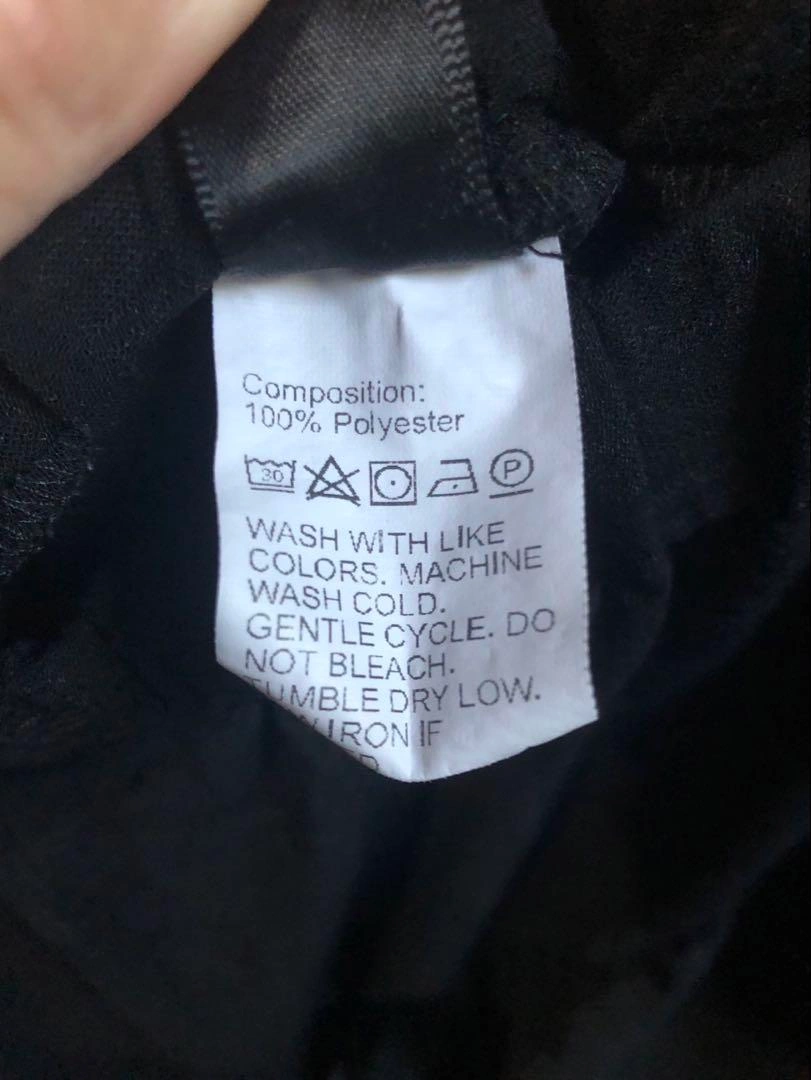 Composition:
100% Polyester
30 P
WASH WITH LIKE
COLORS. MACHINE
WASH COLD.
GENTLE CYCLE. DO
NOT BLEACH.
TUMBLE DRY LOW.
IRON IF